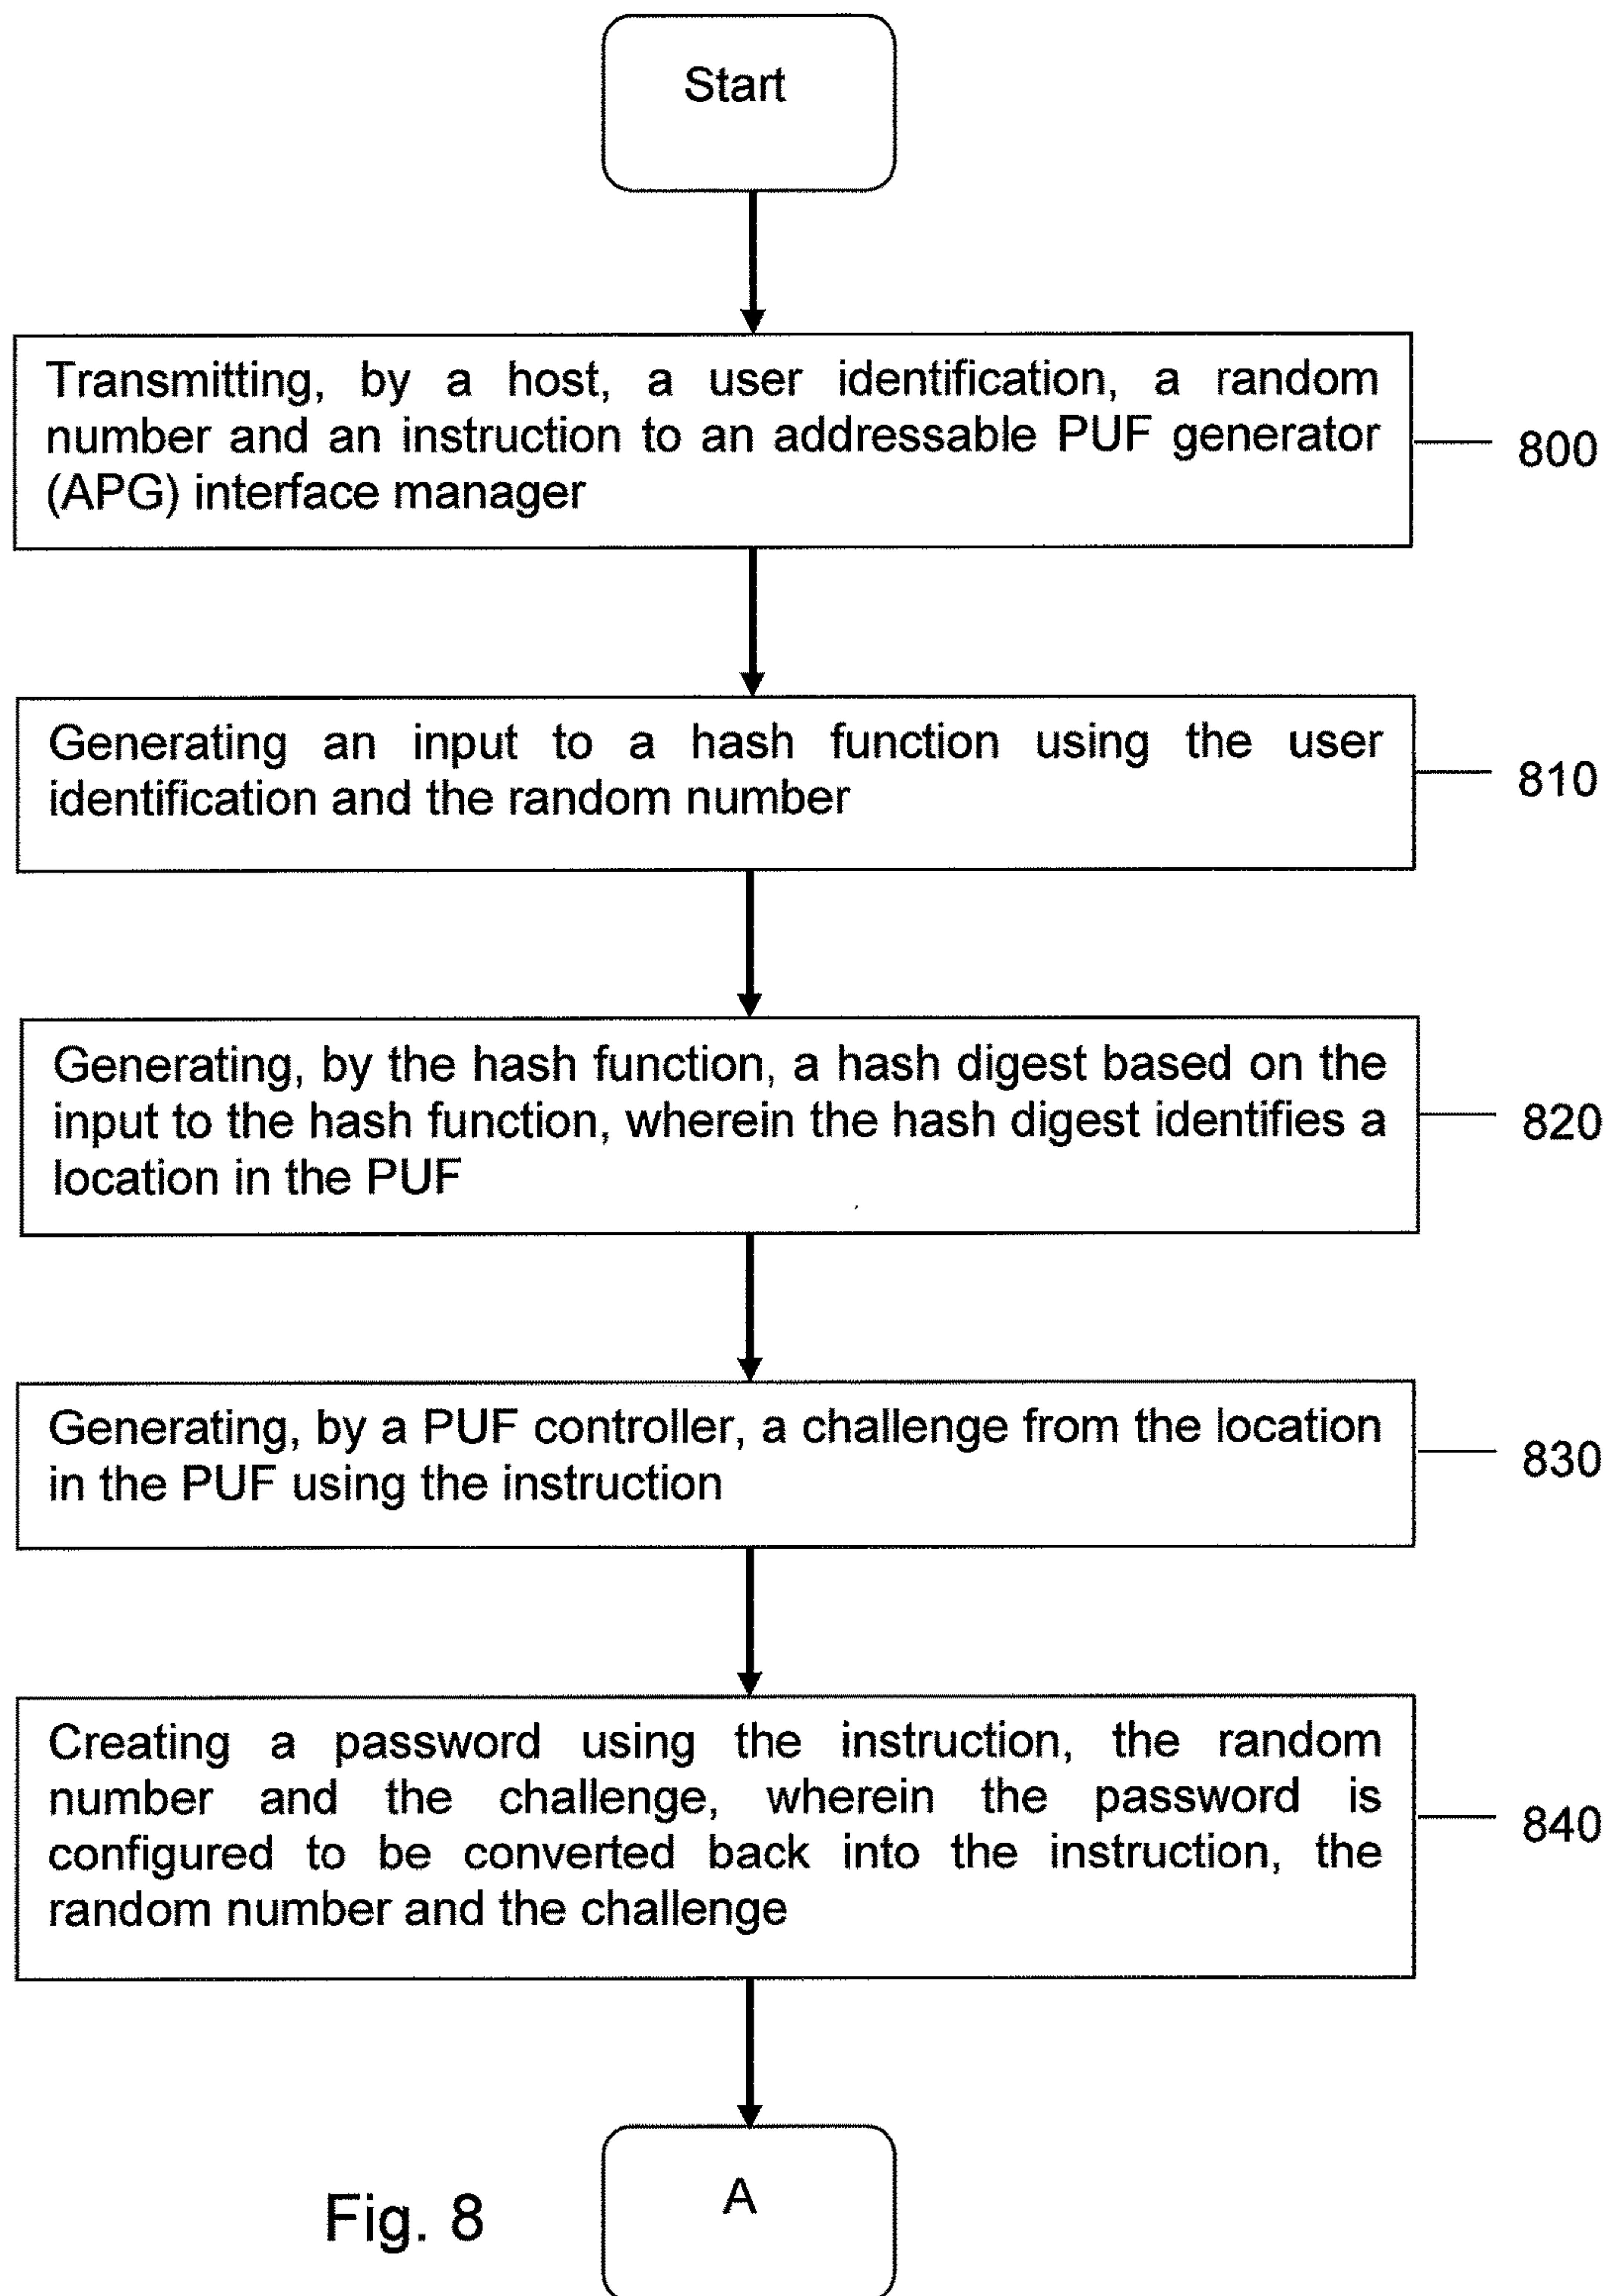 Start
Transmitting, by a host, a user identification, a random
number and an instruction to an addressable PUF generator
(APG) interface manager
800
Generating an input to a hash function using the user
identification and the random number
810
Generating, by the hash function, a hash digest based on the
input to the hash function, wherein the hash digest identifies a
location in the PUF
820
Generating, by a PUF controller, a challenge from the location
in the PUF using the instruction
830
Creating a password using the instruction, the random
number and the challenge, wherein the password is
configured to be converted back into the instruction, the
random number and the challenge
840
A
Fig. 8